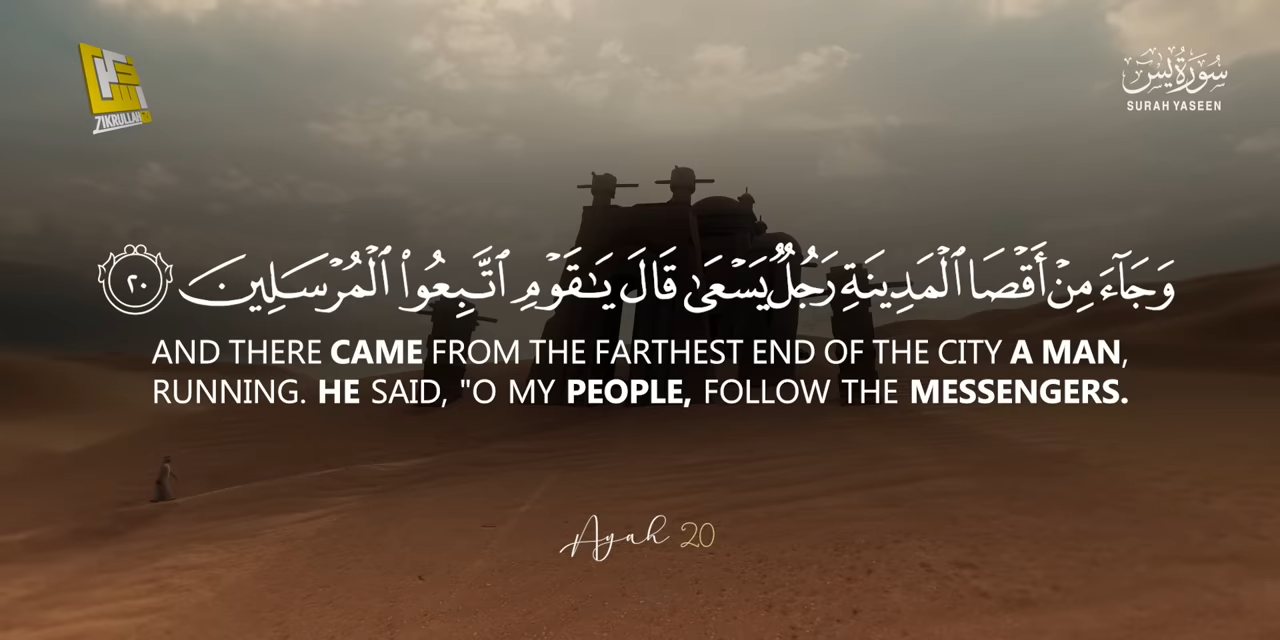 ZIKRULLAH TV
سُورَةُ يٰسٓ
SURAH YASEEN
وَجَآءَ مِنْ أَقْصَا ٱلْمَدِينَةِ رَجُلٌۭ يَسْعَىٰ قَالَ يَـٰقَوْمِ ٱتَّبِعُوا۟ ٱلْمُرْسَلِينَ ٢٠
AND THERE CAME FROM THE FARTHEST END OF THE CITY A MAN,
RUNNING. HE SAID, "O MY PEOPLE, FOLLOW THE MESSENGERS.
Ayah 20